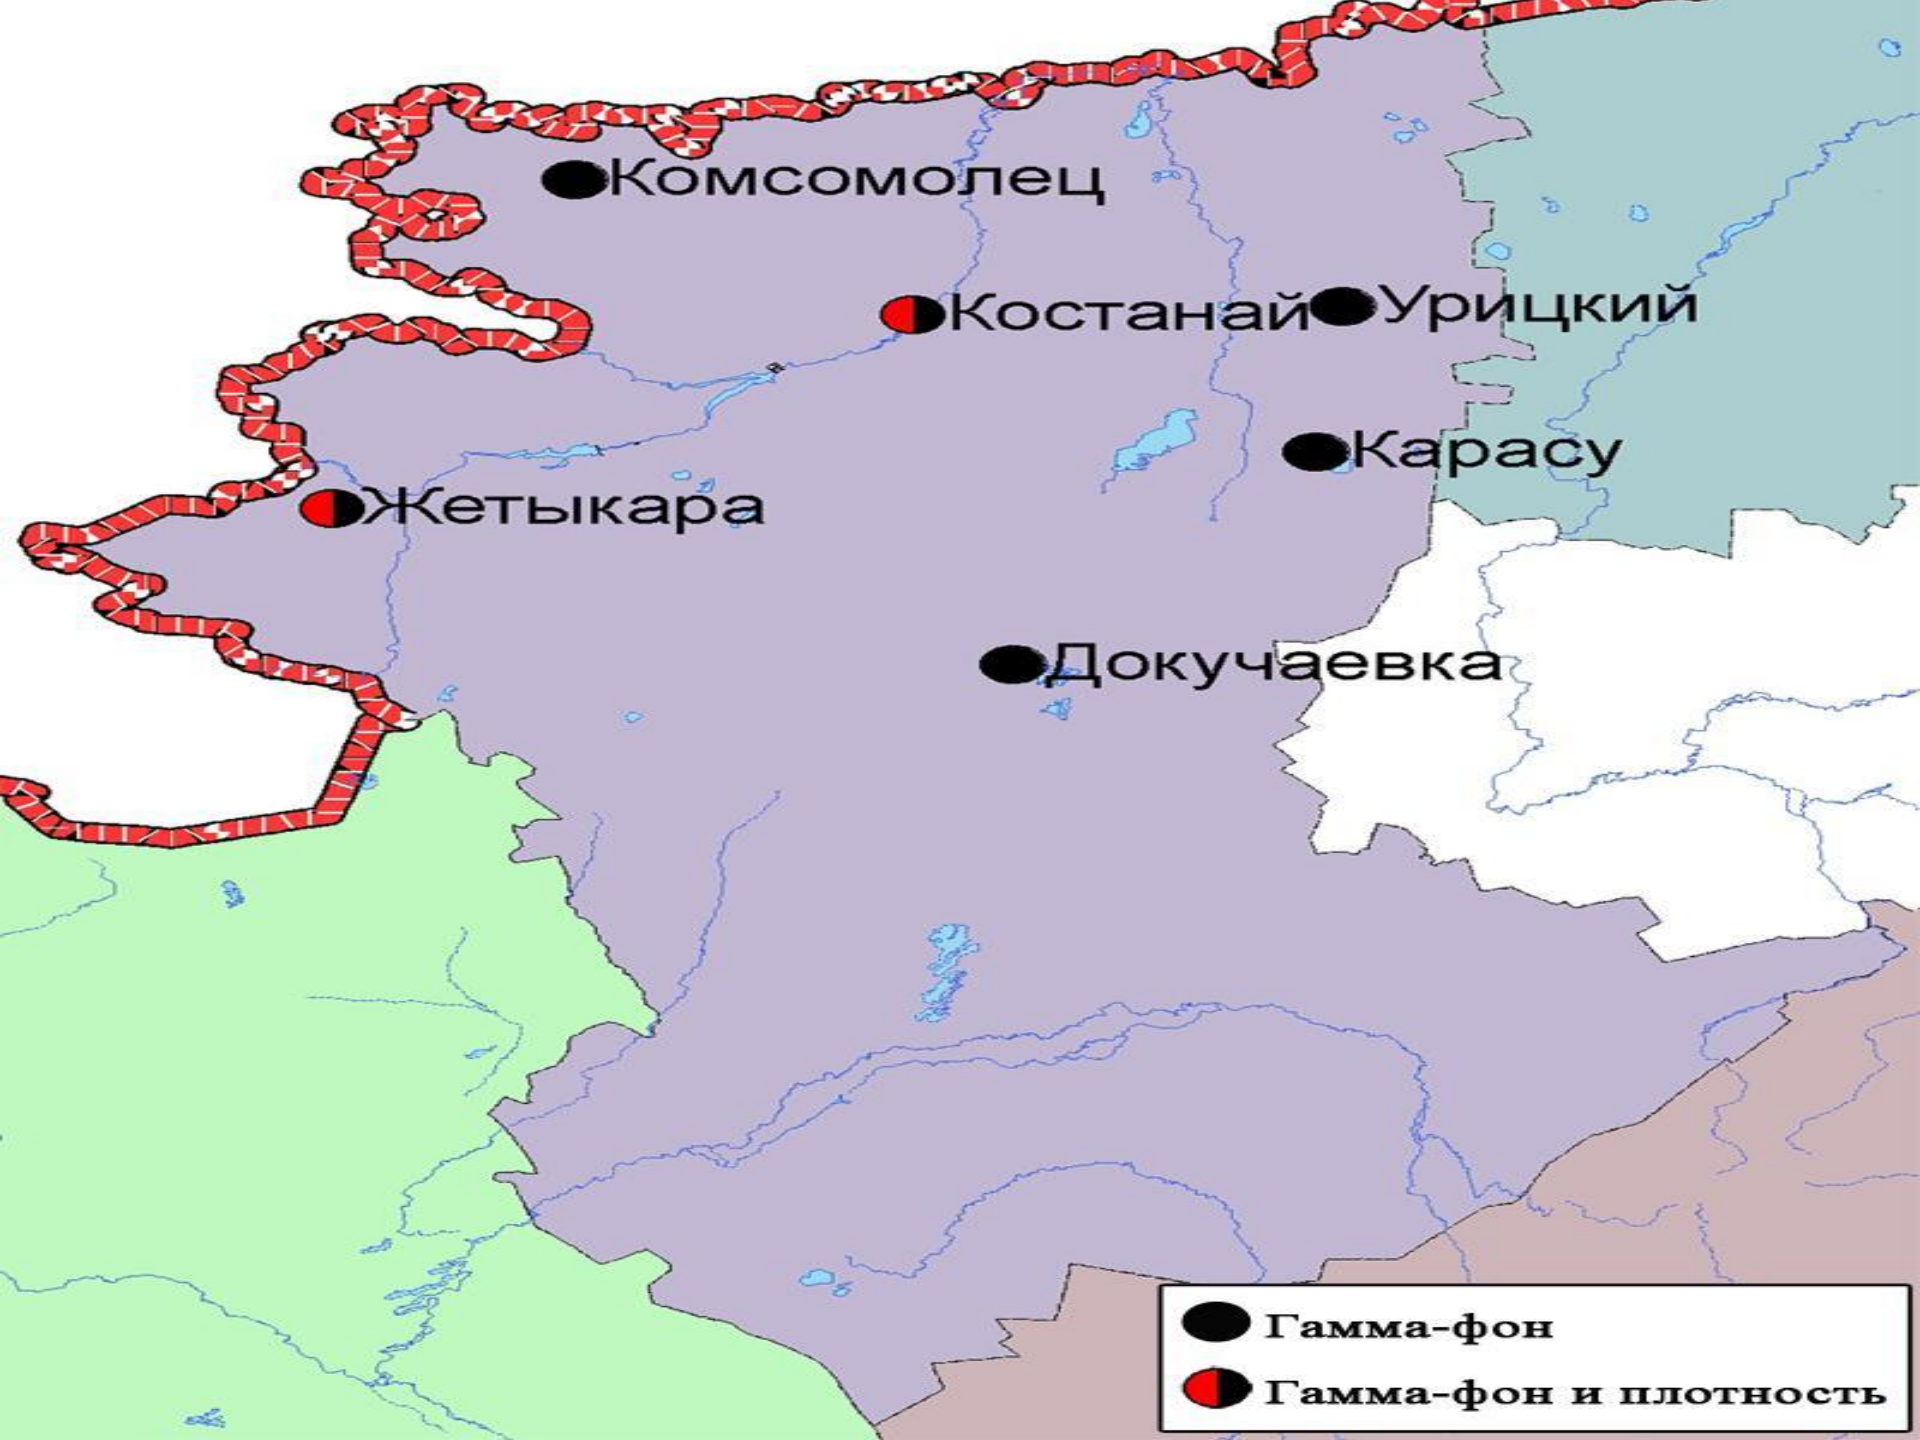 Комсомолец
Костанай
Урицкий
Карасу
Жетыкара
Докучаевка
Гамма-фон
Гамма-фон и плотность